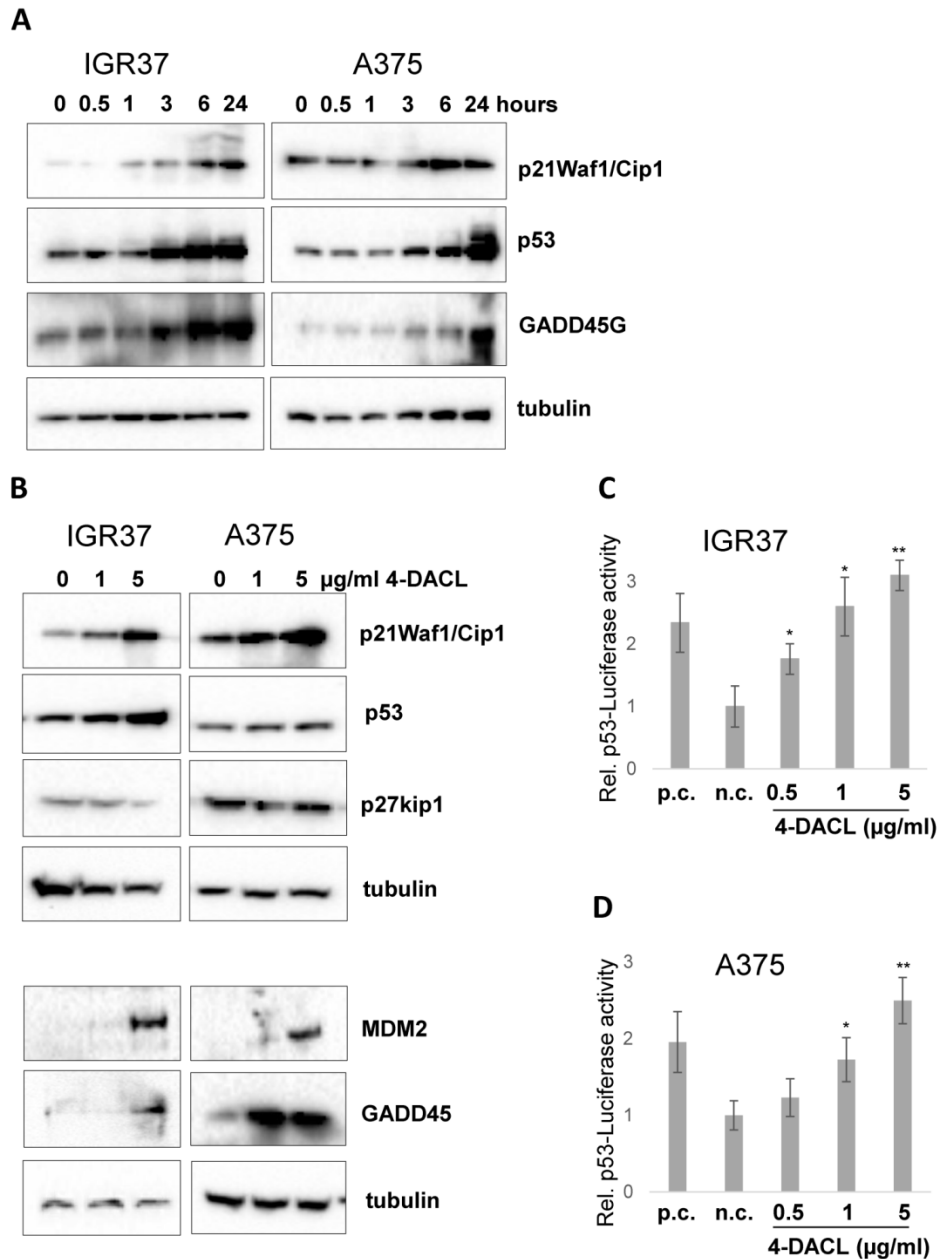 A
IGR37 A375
0 0.5 1 3 6 24 0 0.5 1 3 6 24 hours
p21Waf1/Cip1
p53
GADD45G
tubulin
B
IGR37 A375
0 1 5 0 1 5 µg/ml 4-DACL
p21Waf1/Cip1
p53
p27kip1
tubulin
MDM2
GADD45
tubulin
C
IGR37
Rel. p53-Luciferase activity
3
2
1
0
* * **
p.c. n.c. 0.5 1 5
4-DACL (µg/ml)
D
A375
Rel. p53-Luciferase activity
3
2
1
0
* **
p.c. n.c. 0.5 1 5
4-DACL (µg/ml)